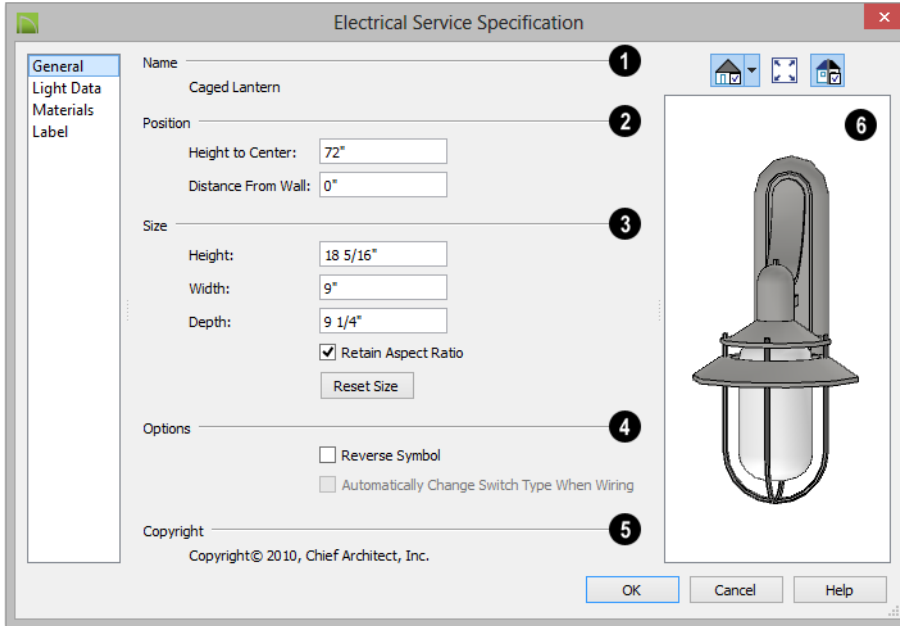 Electrical Service Specification
×
General
Light Data
Materials
Label
Name
1
Caged Lantern
Position
2
Height to Center: 72"
Distance From Wall: 0"
Size
3
Height: 18 5/16"
Width: 9"
Depth: 9 1/4"
Retain Aspect Ratio
Reset Size
Options
4
Reverse Symbol
Automatically Change Switch Type When Wiring
Copyright
5
Copyright© 2010, Chief Architect, Inc.
6
OK Cancel Help